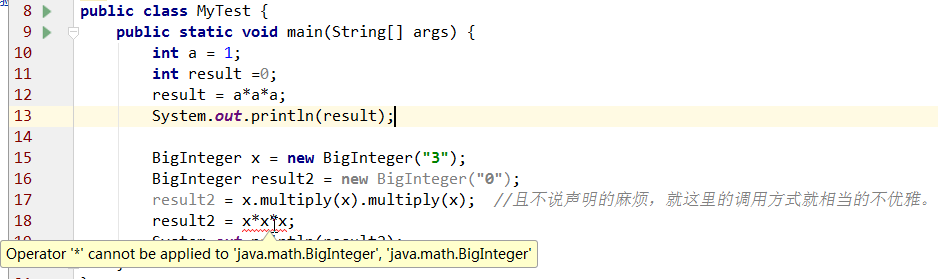 8 public class MyTest {
9 public static void main(String[] args) {
10 int a = 1;
11 int result =0;
12 result = a*a*a;
13 System.out.println(result);
14
15 BigInteger x = new BigInteger("3");
16 BigInteger result2 = new BigInteger("0");
17 result2 = x.multiply(x).multiply(x); //且不说声明的麻烦，就这里的调用方式就相当的不优雅。
18 result2 = x*x*x;
Operator '*' cannot be applied to 'java.math.BigInteger', 'java.math.BigInteger'